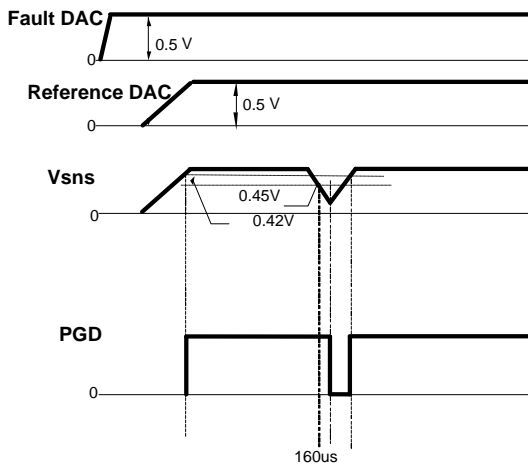 Fault DAC
0.5 V
0
Reference DAC
0.5 V
0
Vsns
0.45V
0
0.42V
PGD
0
160us